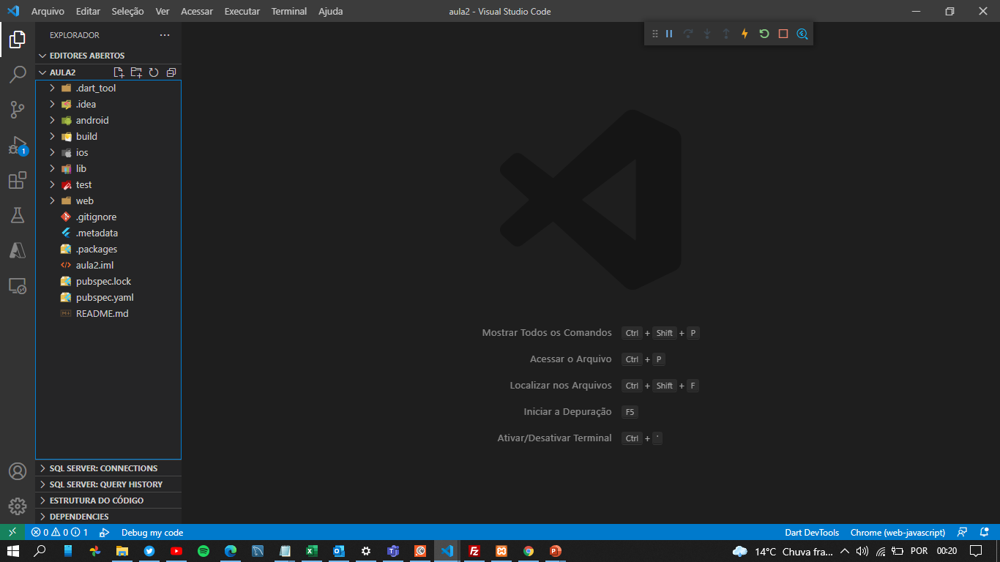 Arquivo Editar Seleção Ver Acessar Executar Terminal Ajuda aula2 - Visual Studio Code
EXPLORADOR
EDITORES ABERTOS
AULA2
.dart_tool
.idea
android
build
ios
lib
test
web
.gitignore
.metadata
.packages
aula2.iml
pubspec.lock
pubspec.yaml
README.md
1
Mostrar Todos os Comandos Ctrl + Shift + P
Acessar o Arquivo Ctrl + P
Localizar nos Arquivos Ctrl + Shift + F
Iniciar a Depuração F5
Ativar/Desativar Terminal Ctrl + '
SQL SERVER: CONNECTIONS
SQL SERVER: QUERY HISTORY
ESTRUTURA DO CÓDIGO
DEPENDENCIES
0 0 1 Debug my code Dart DevTools Chrome (web-javascript)
14°C Chuva fra... POR 00:20